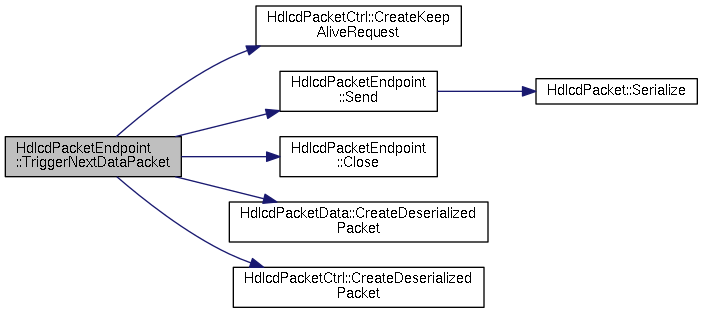 HdlcdPacketCtrl::CreateKeep
AliveRequest
HdlcdPacketEndpoint
::Send
HdlcdPacket::Serialize
HdlcdPacketEndpoint
::TriggerNextDataPacket
HdlcdPacketEndpoint
::Close
HdlcdPacketData::CreateDeserialized
Packet
HdlcdPacketCtrl::CreateDeserialized
Packet